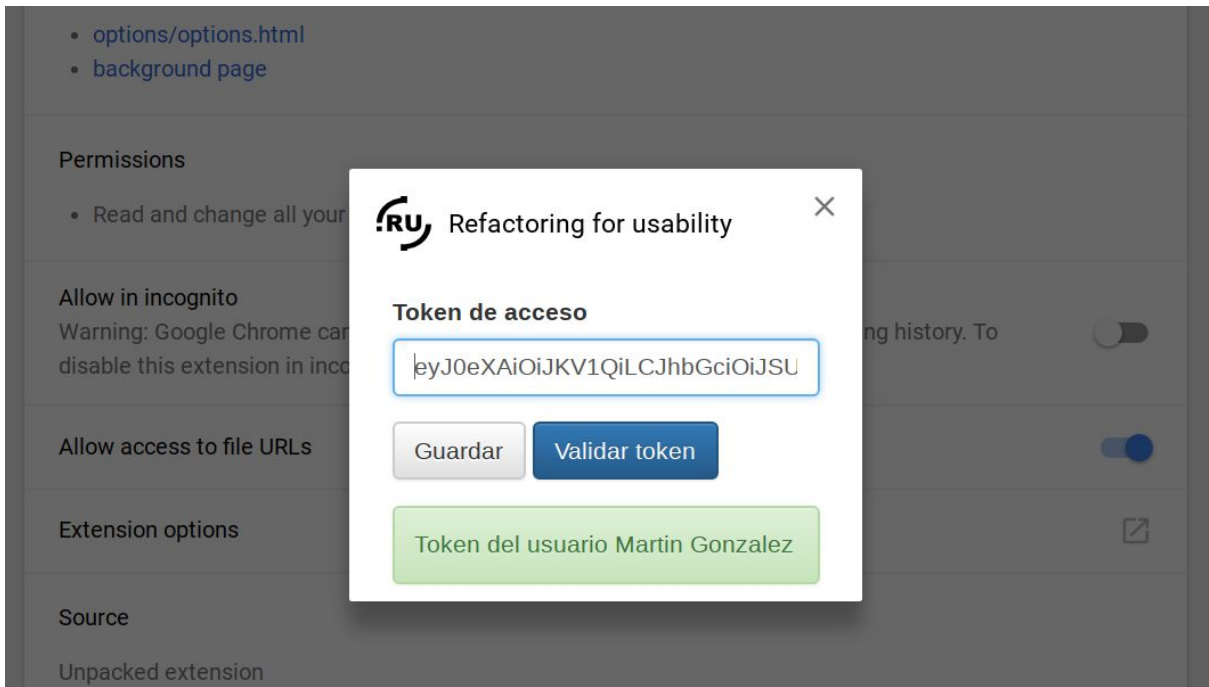 options/options.html
background page
Permissions
Read and change all your
RU
Refactoring for usability
Allow in incognito
Warning: Google Chrome can
ng history. To
disable this extension in inco
Token de acceso
eyJ0eXAiOiJKV1QiLCJhbGciOiJSU
Allow access to file URLs
Guardar
Validar token
Extension options
Token del usuario Martin Gonzalez
Source
Unpacked extension